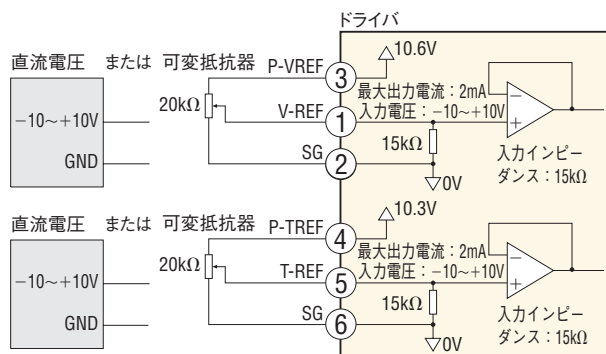 ドライバ
直流電圧 または 可変抵抗器
−10〜+10V
GND
20kΩ
P-VREF
3
10.6V
最大出力電流：2mA
V-REF
1
入力電圧：−10〜+10V
15kΩ
SG
2
0V
−
+
入力インピー
ダンス：15kΩ
直流電圧 または 可変抵抗器
−10〜+10V
GND
20kΩ
P-TREF
4
10.3V
最大出力電流：2mA
T-REF
5
入力電圧：−10〜+10V
15kΩ
SG
6
0V
−
+
入力インピー
ダンス：15kΩ